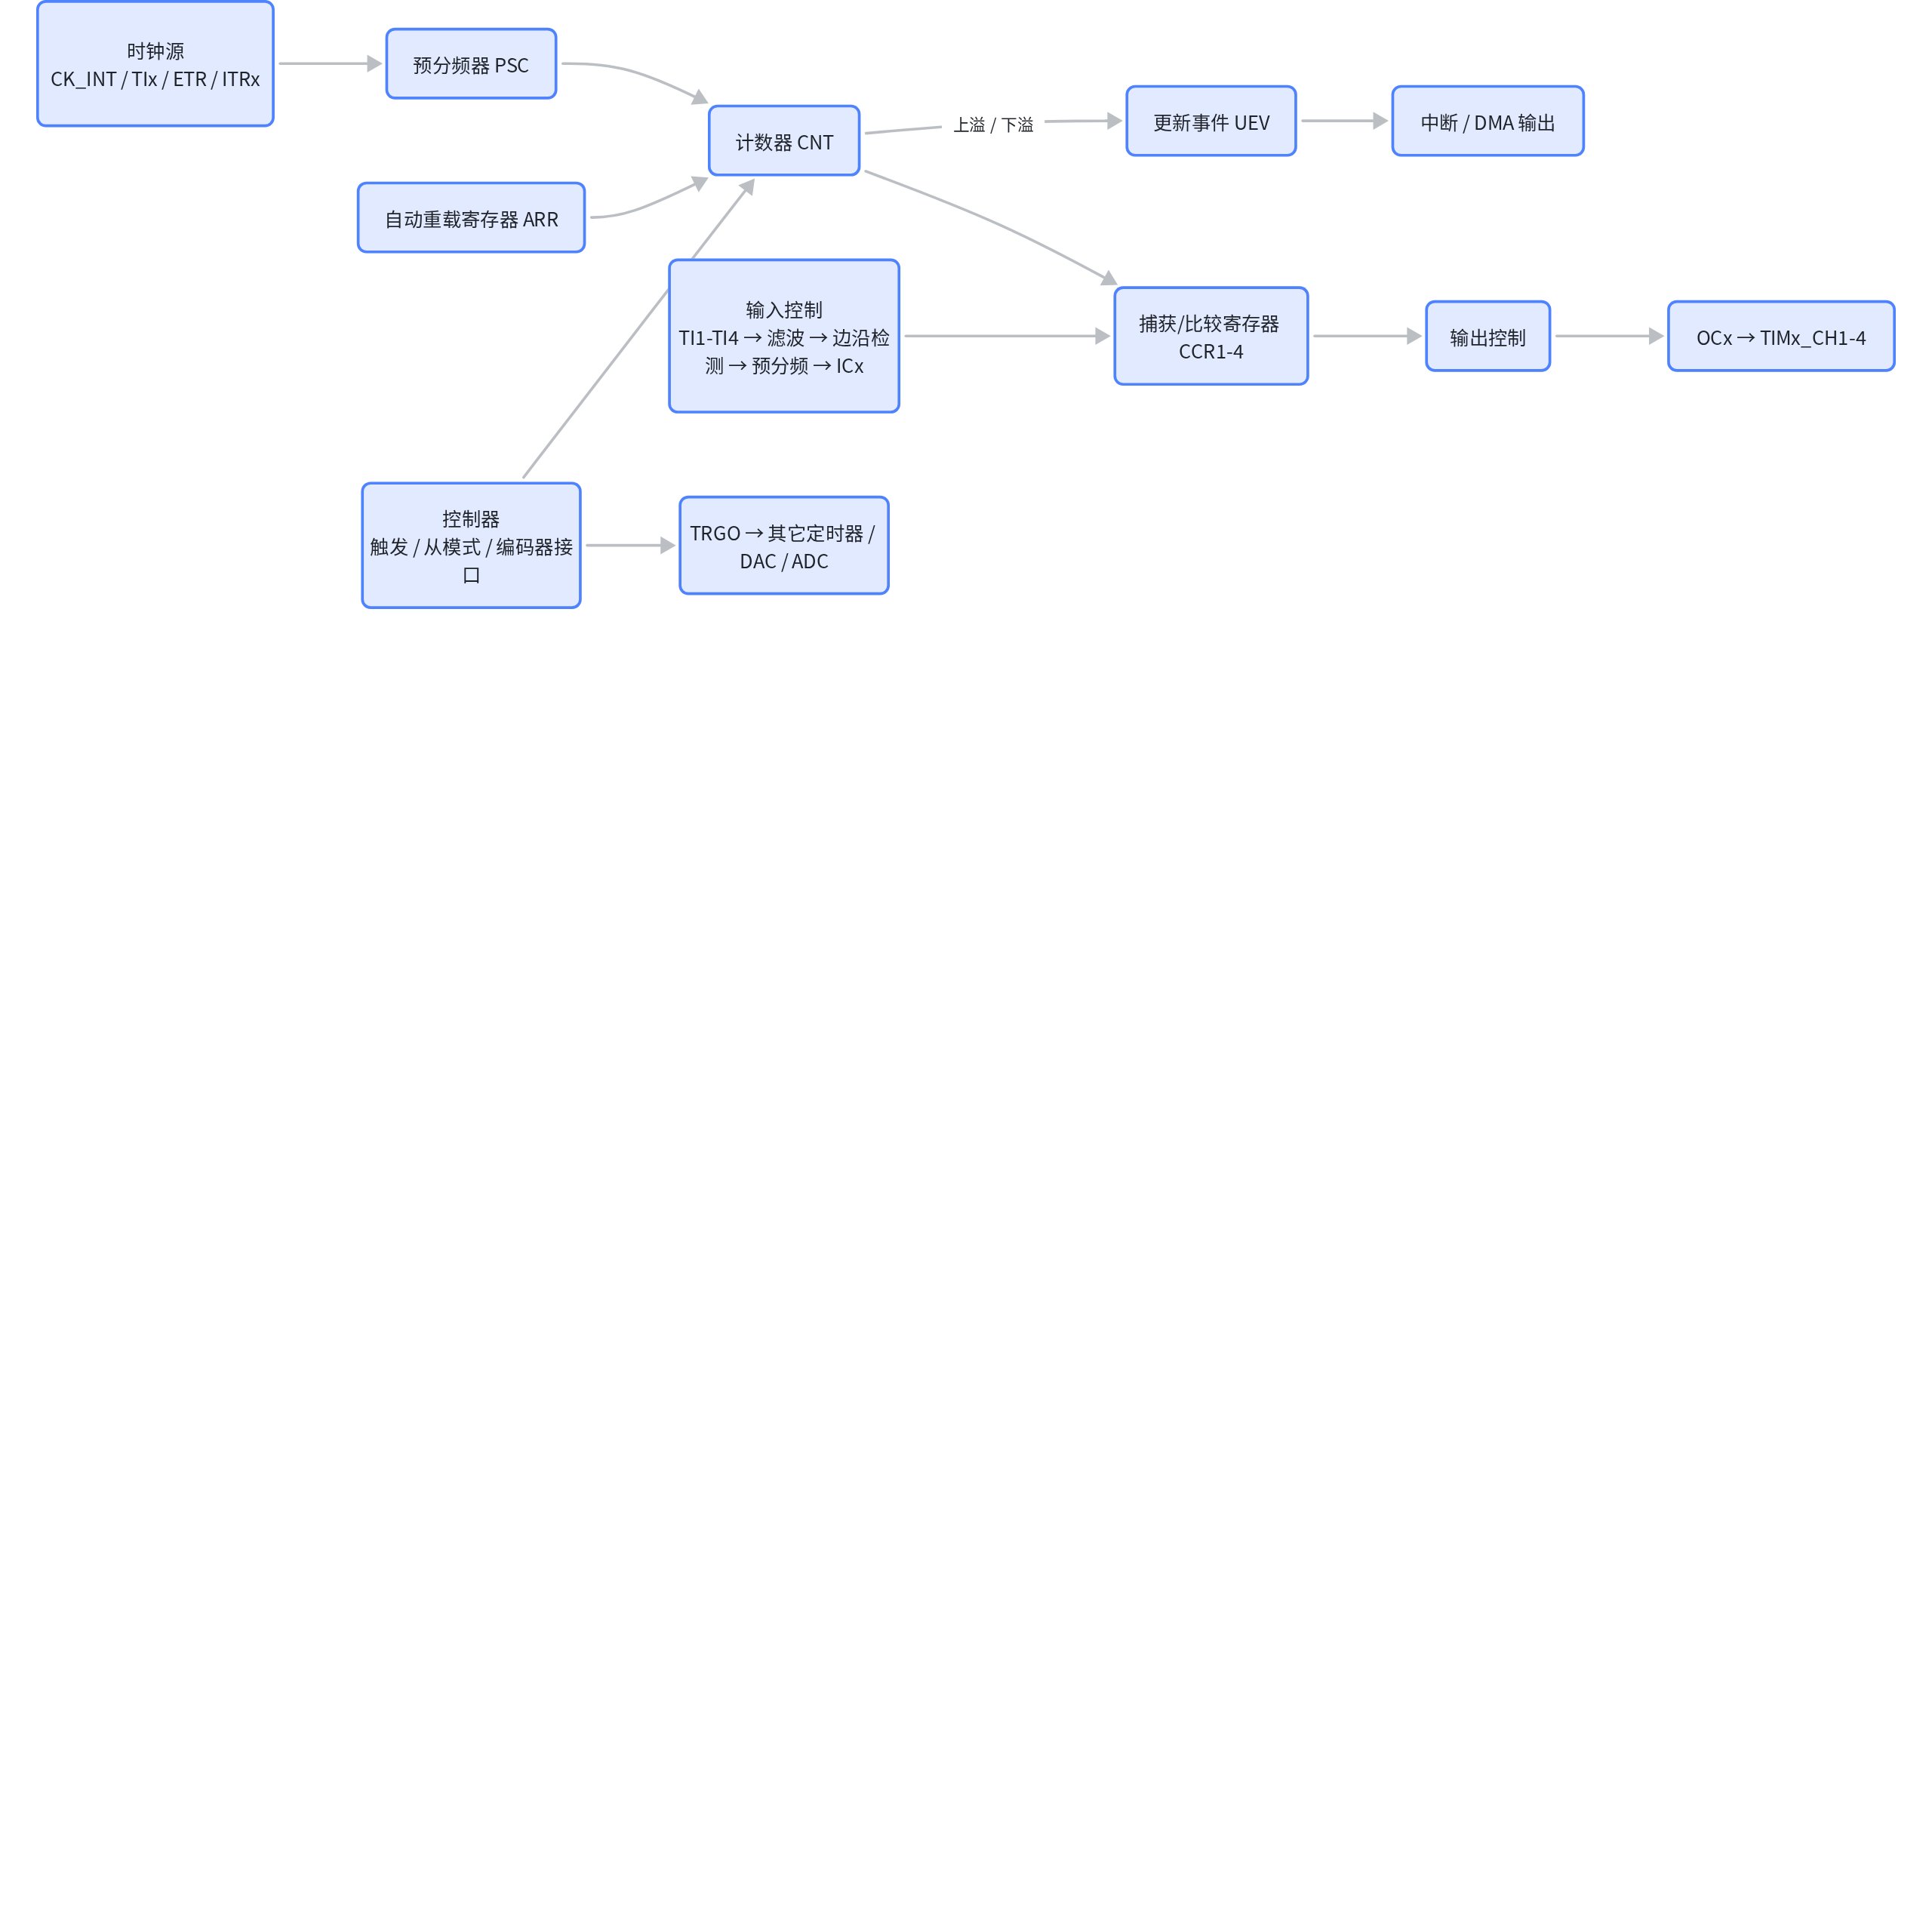 时钟源
CK_INT / TIx / ETR / ITRx
预分频器 PSC
计数器 CNT
上溢 / 下溢
更新事件 UEV
中断 / DMA 输出
自动重载寄存器 ARR
输入控制
TI1-TI4 → 滤波 → 边沿检
测 → 预分频 → ICx
捕获/比较寄存器
CCR1-4
输出控制
OCx → TIMx_CH1-4
控制器
触发 / 从模式 / 编码器接
口
TRGO → 其它定时器 /
DAC / ADC